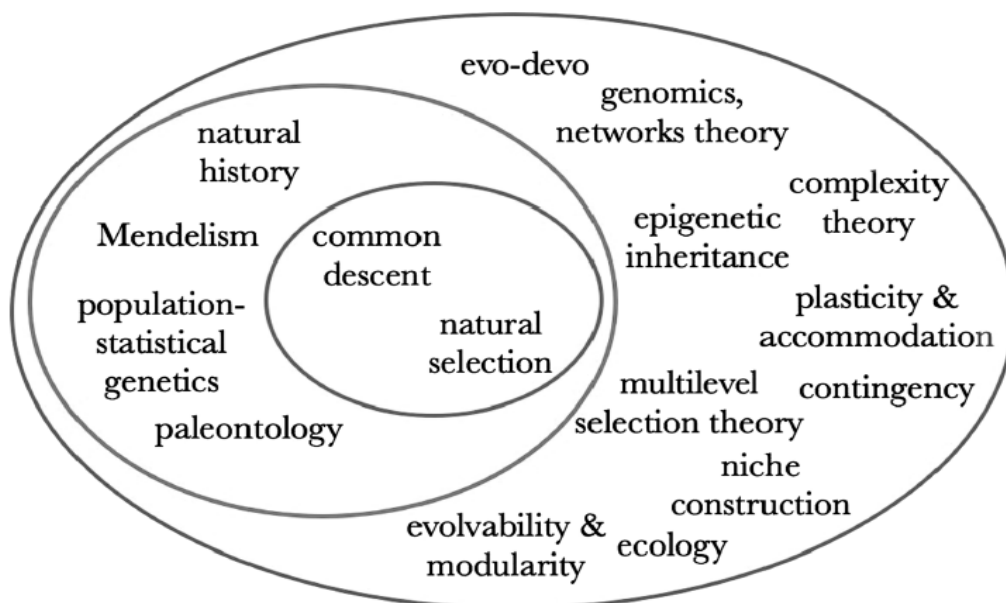 evo-devo
genomics,
networks theory
natural
history
complexity
theory
Mendelism
common
descent
epigenetic
inheritance
population-
statistical
genetics
natural
selection
plasticity &
accommodation
paleontology
multilevel
selection theory
contingency
niche
construction
evolvability &
modularity
ecology